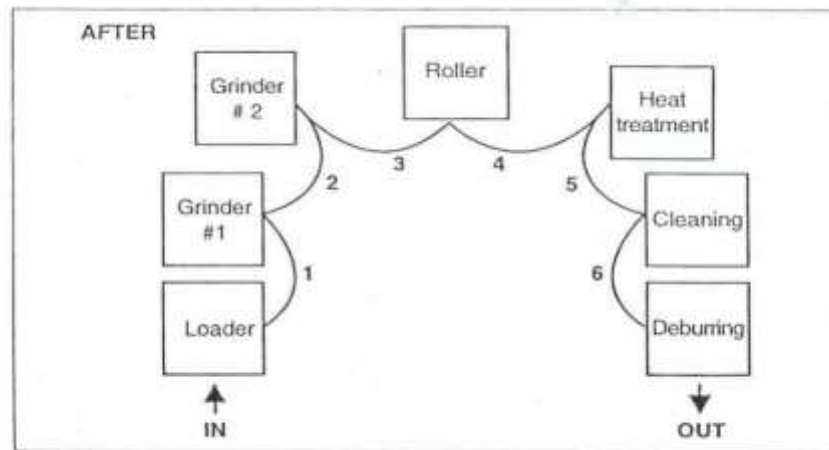 AFTER
Grinder
# 2
Roller
Heat
treatment
3
4
2
5
Grinder
#1
Cleaning
1
6
Loader
Deburring
IN
OUT